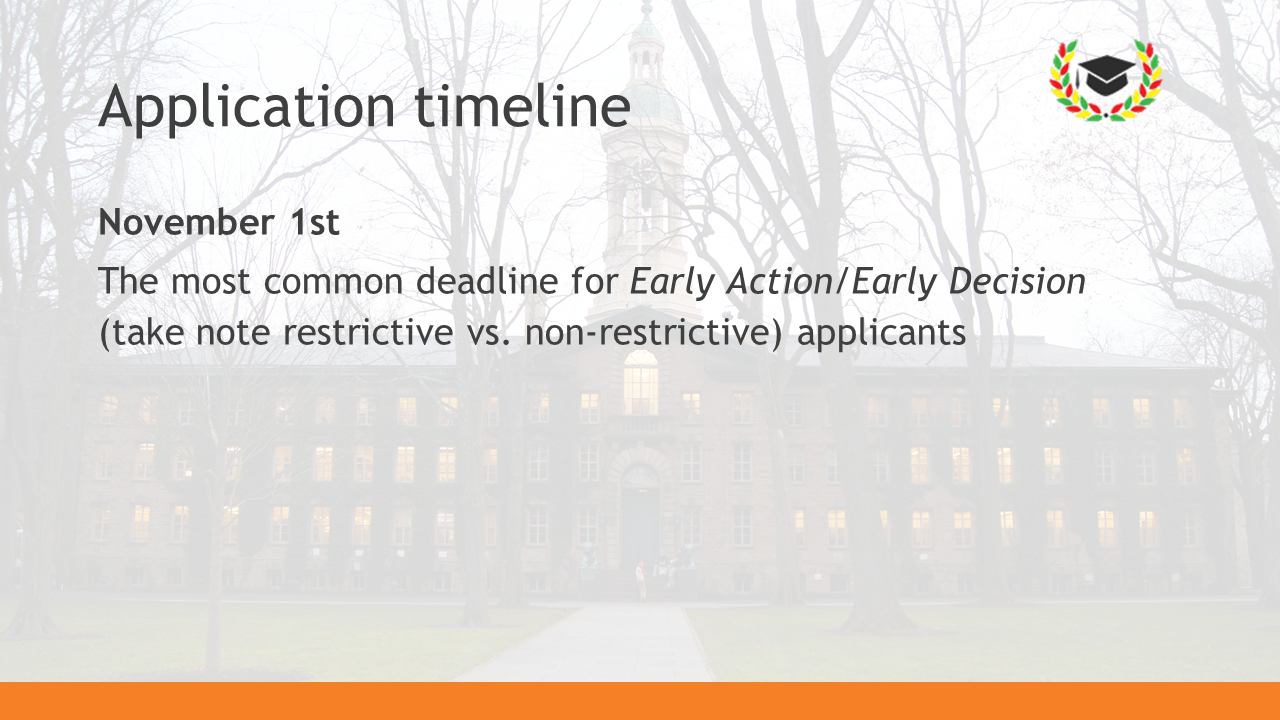 Application timeline
November 1st
The most common deadline for Early Action/Early Decision
(take note restrictive vs. non-restrictive) applicants